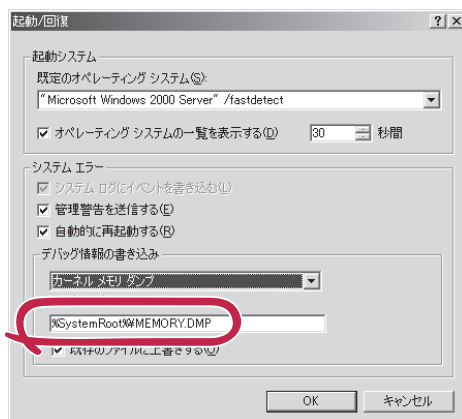 起動/回復
起動システム
既定のオペレーティング システム(S):
"Microsoft Windows 2000 Server" /fastdetect
オペレーティング システムの一覧を表示する(D) 30 秒間
システム エラー
システム ログにイベントを書き込む(L)
管理警告を送信する(E)
自動的に再起動する(R)
デバッグ情報の書き込み
カーネル メモリ ダンプ
%SystemRoot%¥MEMORY.DMP
既存のファイルに上書きする(O)
OK キャンセル